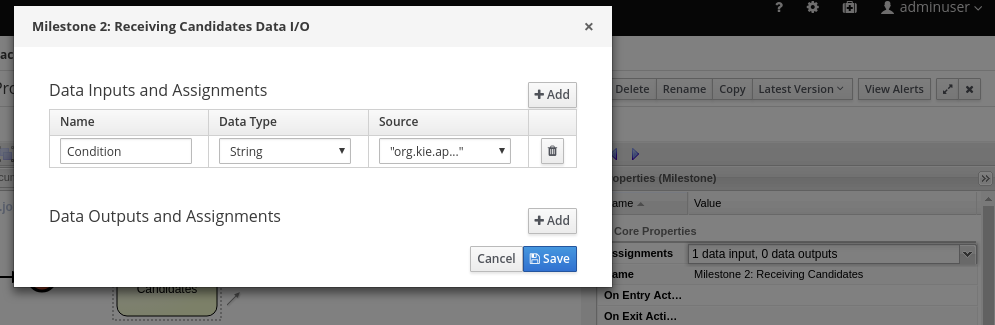 adminuser
Milestone 2: Receiving Candidates Data I/O
×
Data Inputs and Assignments
+ Add
Name Data Type Source
Condition String "org.kie.ap..."
Data Outputs and Assignments
+ Add
Cancel Save
Delete Rename Copy Latest Version View Alerts
operties (Milestone)
ame Value
Core Properties
ssignments 1 data input, 0 data outputs
ame Milestone 2: Receiving Candidates
On Entry Act...
On Exit Acti...
Candidates